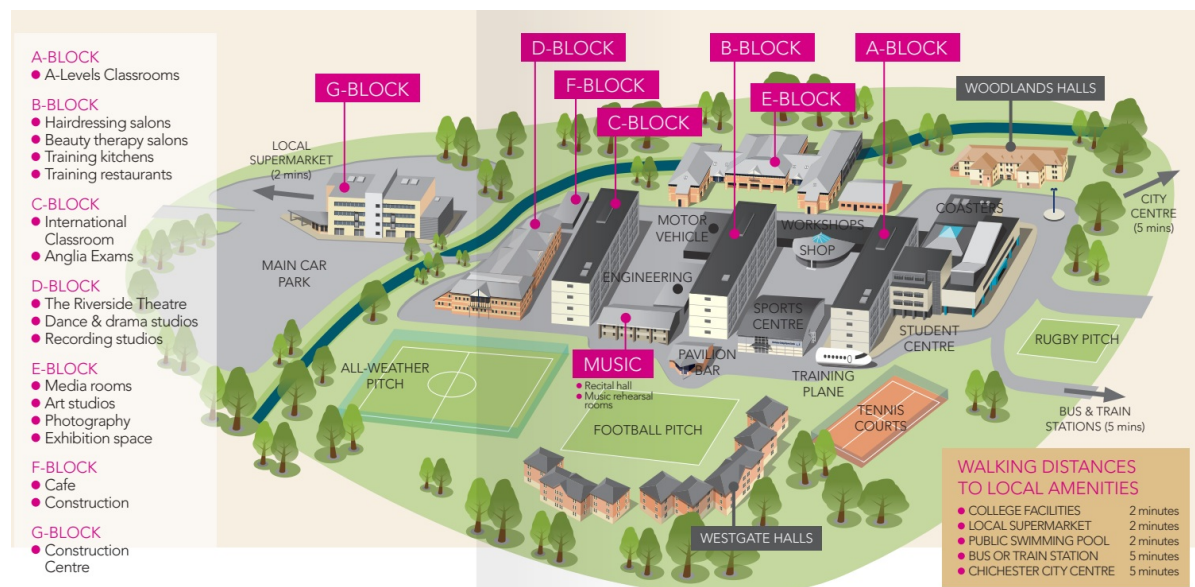 A-BLOCK
● A-Levels Classrooms
B-BLOCK
● Hairdressing salons
● Beauty therapy salons
● Training kitchens
● Training restaurants
C-BLOCK
● International
Classroom
● Anglia Exams
D-BLOCK
● The Riverside Theatre
● Dance & drama studios
● Recording studios
E-BLOCK
● Media rooms
● Art studios
● Photography
● Exhibition space
F-BLOCK
● Cafe
● Construction
G-BLOCK
● Construction
Centre
G-BLOCK
D-BLOCK
F-BLOCK
C-BLOCK
B-BLOCK
E-BLOCK
A-BLOCK
WOODLANDS HALLS
LOCAL
SUPERMARKET
(2 mins)
MAIN CAR
PARK
MOTOR
VEHICLE
ENGINEERING
WORKSHOPS
SHOP
COASTERS
CITY
CENTRE
(5 mins)
SPORTS
CENTRE
STUDENT
CENTRE
RUGBY PITCH
ALL-WEATHER
PITCH
MUSIC
● Recital hall
● Music rehearsal
rooms
PAVILION
BAR
TRAINING
PLANE
TENNIS
COURTS
BUS & TRAIN
STATIONS (5 mins)
FOOTBALL PITCH
WESTGATE HALLS
WALKING DISTANCES
TO LOCAL AMENITIES
● COLLEGE FACILITIES 2 minutes
● LOCAL SUPERMARKET 2 minutes
● PUBLIC SWIMMING POOL 2 minutes
● BUS OR TRAIN STATION 5 minutes
● CHICHESTER CITY CENTRE 5 minutes